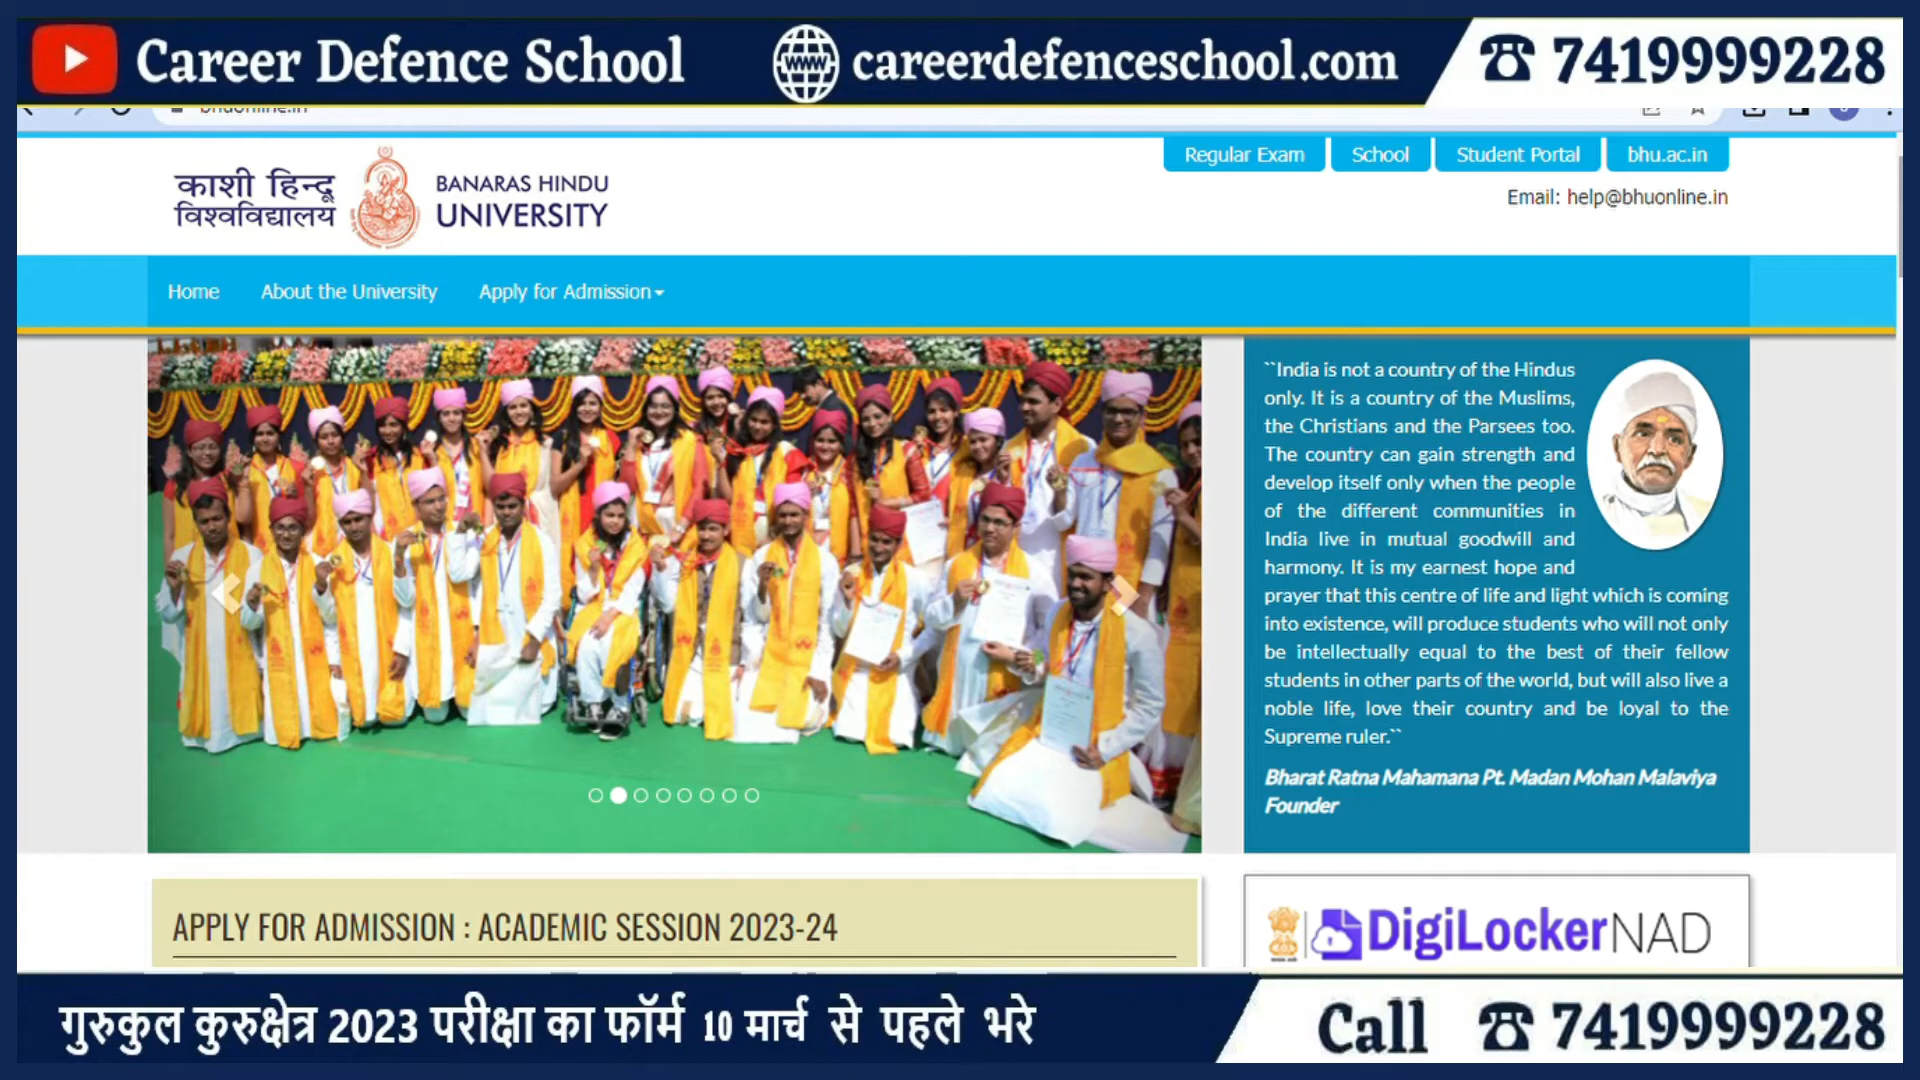 Career Defence School
www
careerdefenceschool.com
7419999228
bhuonline.in
Regular Exam
School
Student Portal
bhu.ac.in
काशी हिन्दू
विश्वविद्यालय
BANARAS HINDU
UNIVERSITY
Email: help@bhuonline.in
Home
About the University
Apply for Admission
``India is not a country of the Hindus
only. It is a country of the Muslims,
the Christians and the Parsees too.
The country can gain strength and
develop itself only when the people
of the different communities in
India live in mutual goodwill and
harmony. It is my earnest hope and
prayer that this centre of life and light which is coming
into existence, will produce students who will not only
be intellectually equal to the best of their fellow
students in other parts of the world, but will also live a
noble life, love their country and be loyal to the
Supreme ruler.``
Bharat Ratna Mahamana Pt. Madan Mohan Malaviya
Founder
APPLY FOR ADMISSION : ACADEMIC SESSION 2023-24
DigiLocker NAD
गुरुकुल कुरुक्षेत्र 2023 परीक्षा का फॉर्म 10 मार्च से पहले भरे
Call 7419999228